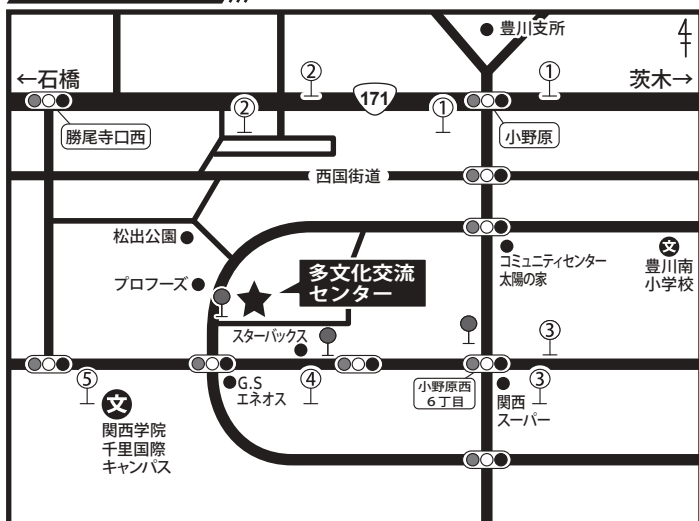 豊川支所
4
←石橋
茨木→
②
①
②
171
①
勝尾寺口西
小野原
西国街道
松出公園
コミュニティセンター
太陽の家
文
豊川南
小学校
プロフーズ
多文化交流
センター
スターバックス
③
⑤
G.S
エネオス
④
小野原西
6丁目
③
関西
スーパー
文
関西学院
千里国際
キャンパス